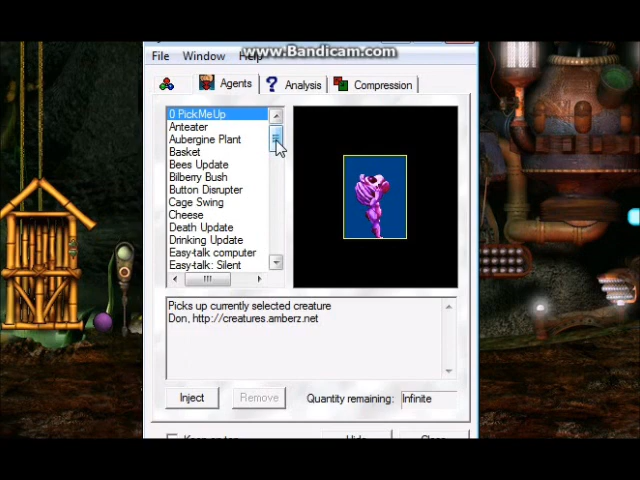 www.Bandicam.com
File Window Help
Agents ? Analysis Compression
0 PickMeUp
Anteater
Aubergine Plant
Basket
Bees Update
Bilberry Bush
Button Disrupter
Cage Swing
Cheese
Death Update
Drinking Update
Easy-talk computer
Easy-talk: Silent
Picks up currently selected creature
Don, http://creatures.amberz.net
Inject Remove Quantity remaining: Infinite